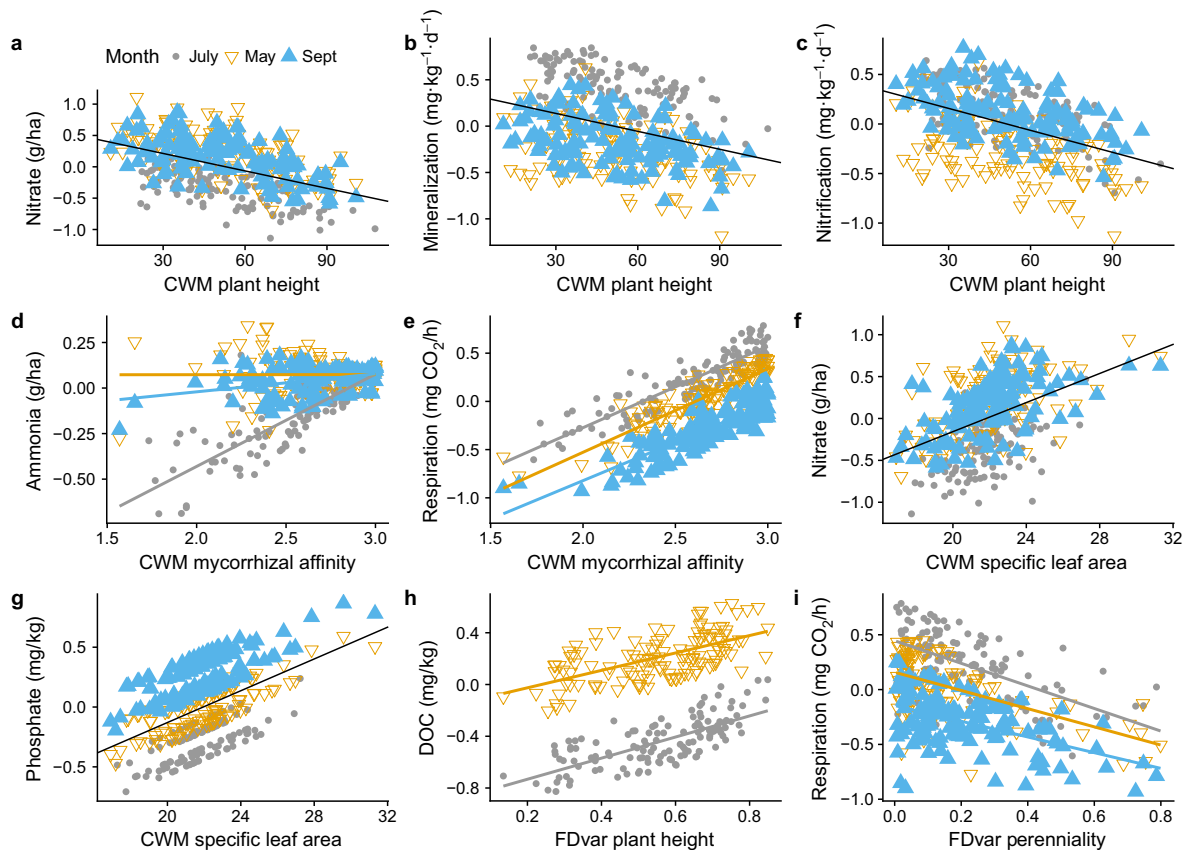 a
Month July May Sept
Nitrate (g/ha)
1.0
0.5
0.0
−0.5
−1.0
30 60 90
CWM plant height
b
Mineralization (mg·kg⁻¹·d⁻¹)
0.5
0.0
−0.5
−1.0
30 60 90
CWM plant height
c
Nitrification (mg·kg⁻¹·d⁻¹)
0.5
0.0
−0.5
−1.0
30 60 90
CWM plant height
d
Ammonia (g/ha)
0.25
0.00
−0.25
−0.50
1.5 2.0 2.5 3.0
CWM mycorrhizal affinity
e
Respiration (mg CO₂/h)
0.5
0.0
−0.5
−1.0
1.5 2.0 2.5 3.0
CWM mycorrhizal affinity
f
Nitrate (g/ha)
1.0
0.5
0.0
−0.5
−1.0
20 24 28 32
CWM specific leaf area
g
Phosphate (mg/kg)
0.5
0.0
−0.5
20 24 28 32
CWM specific leaf area
h
DOC (mg/kg)
0.4
0.0
−0.4
−0.8
0.2 0.4 0.6 0.8
FDvar plant height
i
Respiration (mg CO₂/h)
0.5
0.0
−0.5
−1.0
0.0 0.2 0.4 0.6 0.8
FDvar perenniality